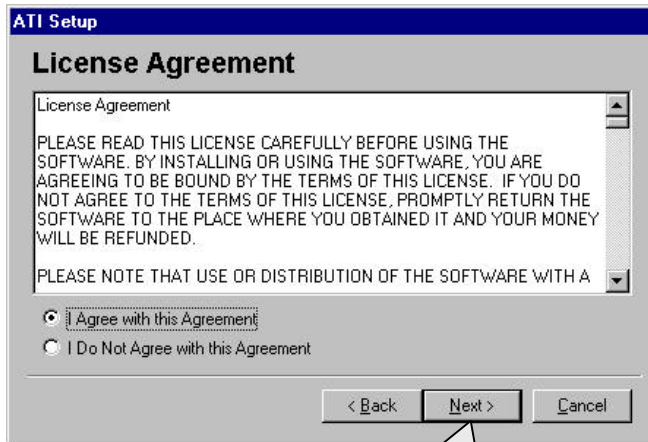 ATI Setup
License Agreement
License Agreement
PLEASE READ THIS LICENSE CAREFULLY BEFORE USING THE
SOFTWARE. BY INSTALLING OR USING THE SOFTWARE, YOU ARE
AGREEING TO BE BOUND BY THE TERMS OF THIS LICENSE.  IF YOU DO
NOT AGREE TO THE TERMS OF THIS LICENSE, PROMPTLY RETURN THE
SOFTWARE TO THE PLACE WHERE YOU OBTAINED IT AND YOUR MONEY
WILL BE REFUNDED.
PLEASE NOTE THAT USE OR DISTRIBUTION OF THE SOFTWARE WITH A
I Agree with this Agreement
I Do Not Agree with this Agreement
< Back Next > Cancel